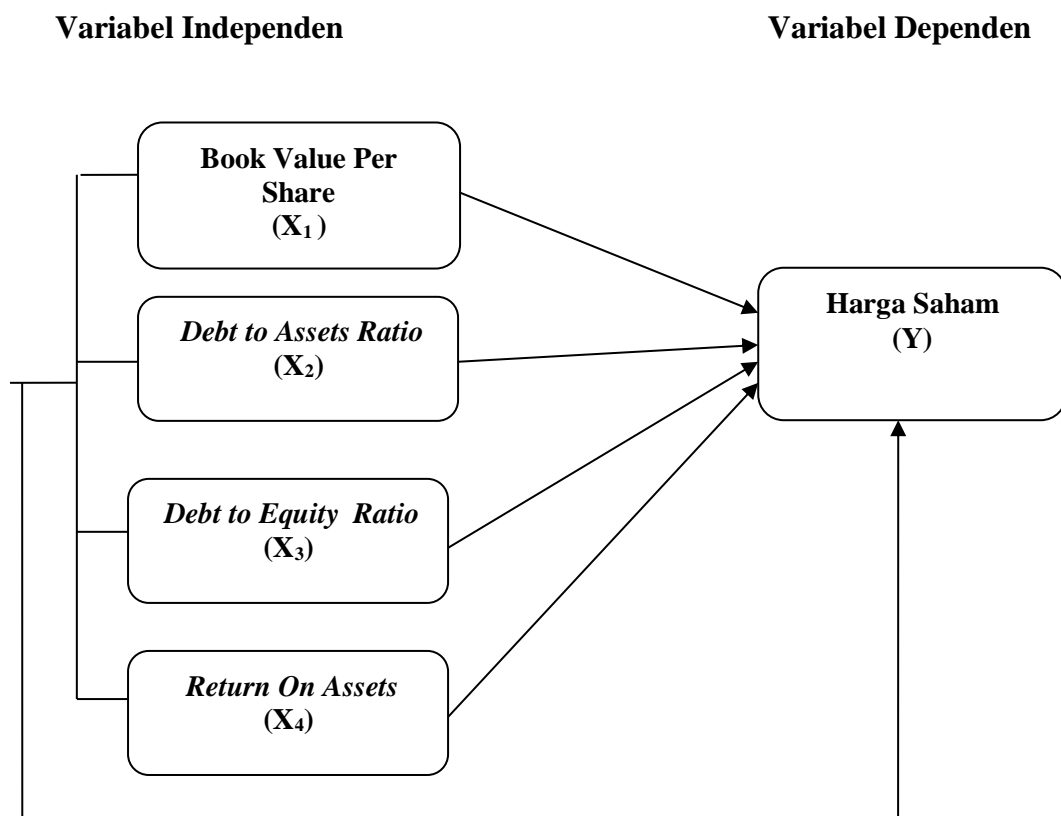 Variabel Independen
Variabel Dependen
Book Value Per
Share
(X₁ )
Debt to Assets Ratio
(X₂)
Debt to Equity Ratio
(X₃)
Return On Assets
(X₄)
Harga Saham
(Y)